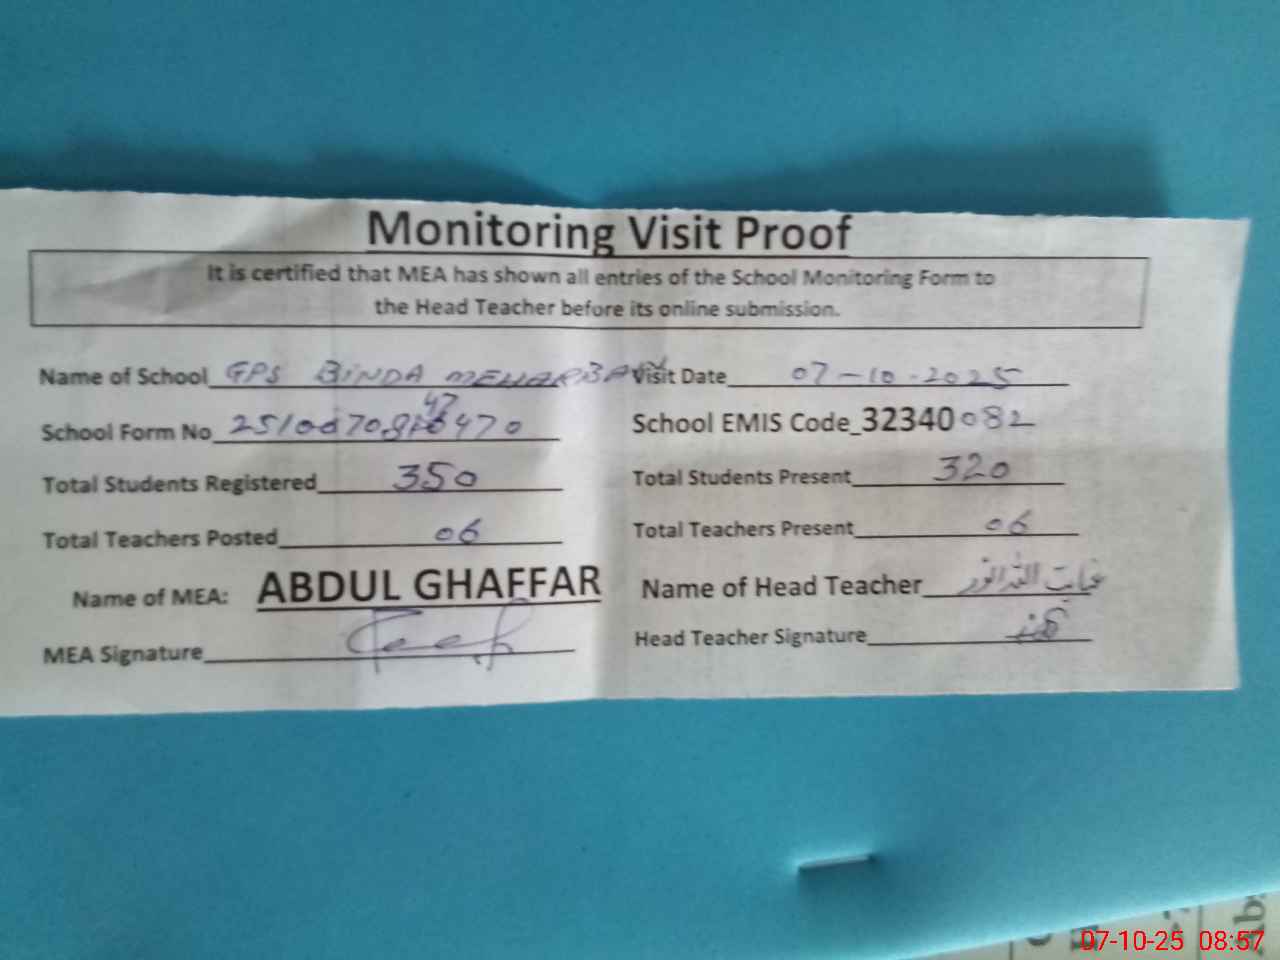 Monitoring Visit Proof
It is certified that MEA has shown all entries of the School Monitoring Form to
the Head Teacher before its online submission.
Name of School GPS BINDA MEHARBAN Visit Date 07-10-2025
School Form No School EMIS Code_32340082
Total Students Registered 350 Total Students Present 320
Total Teachers Posted 06 Total Teachers Present 06
Name of MEA: ABDUL GHAFFAR Name of Head Teacher
MEA Signature Head Teacher Signature
07-10-25 08:57